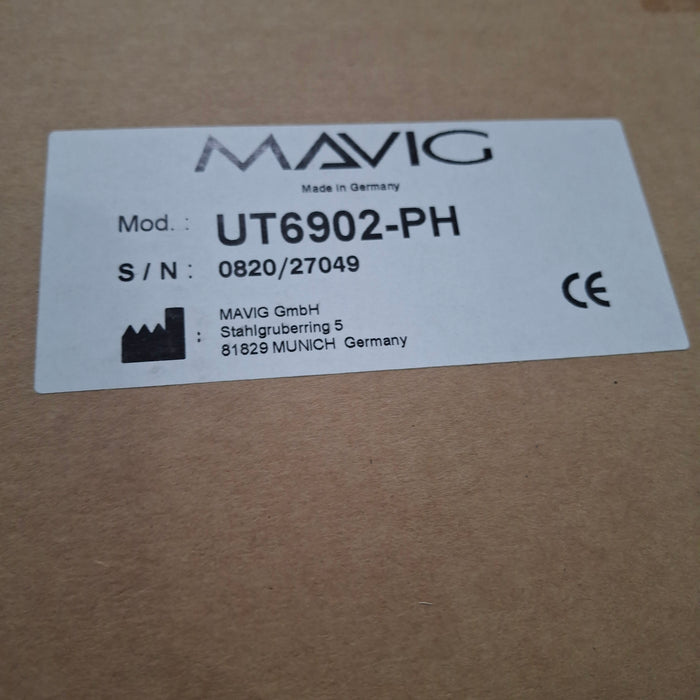 MAVIG
Made in Germany
Mod. : UT6902-PH
S / N : 0820/27049
CE
: MAVIG GmbH
Stahlgruberring 5
81829 MUNICH Germany